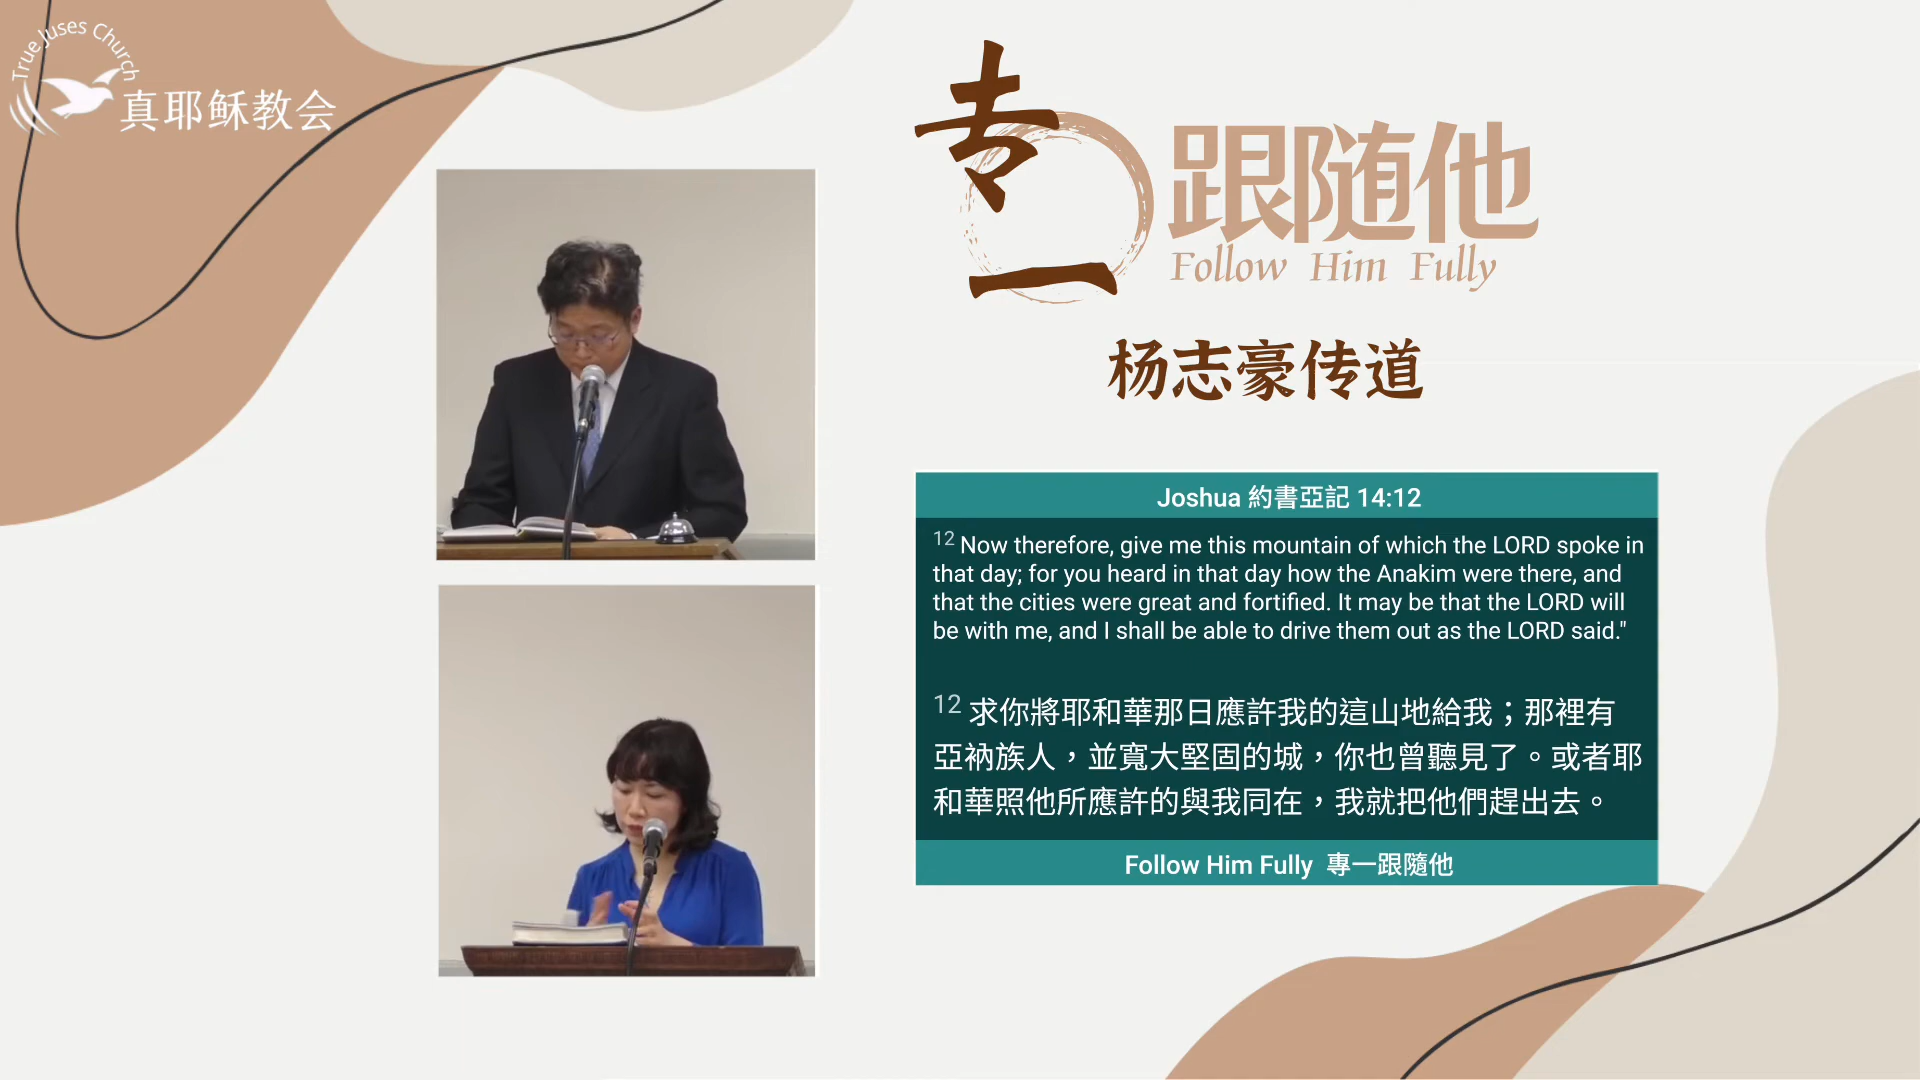 True Juses Church
真耶稣教会
专一跟随他
Follow Him Fully
杨志豪传道
Joshua 約書亞記 14:12
12 Now therefore, give me this mountain of which the LORD spoke in
that day; for you heard in that day how the Anakim were there, and
that the cities were great and fortified. It may be that the LORD will
be with me, and I shall be able to drive them out as the LORD said."
12 求你將耶和華那日應許我的這山地給我；那裡有
亞衲族人，並寬大堅固的城，你也曾聽見了。或者耶
和華照他所應許的與我同在，我就把他們趕出去。
Follow Him Fully 專一跟隨他